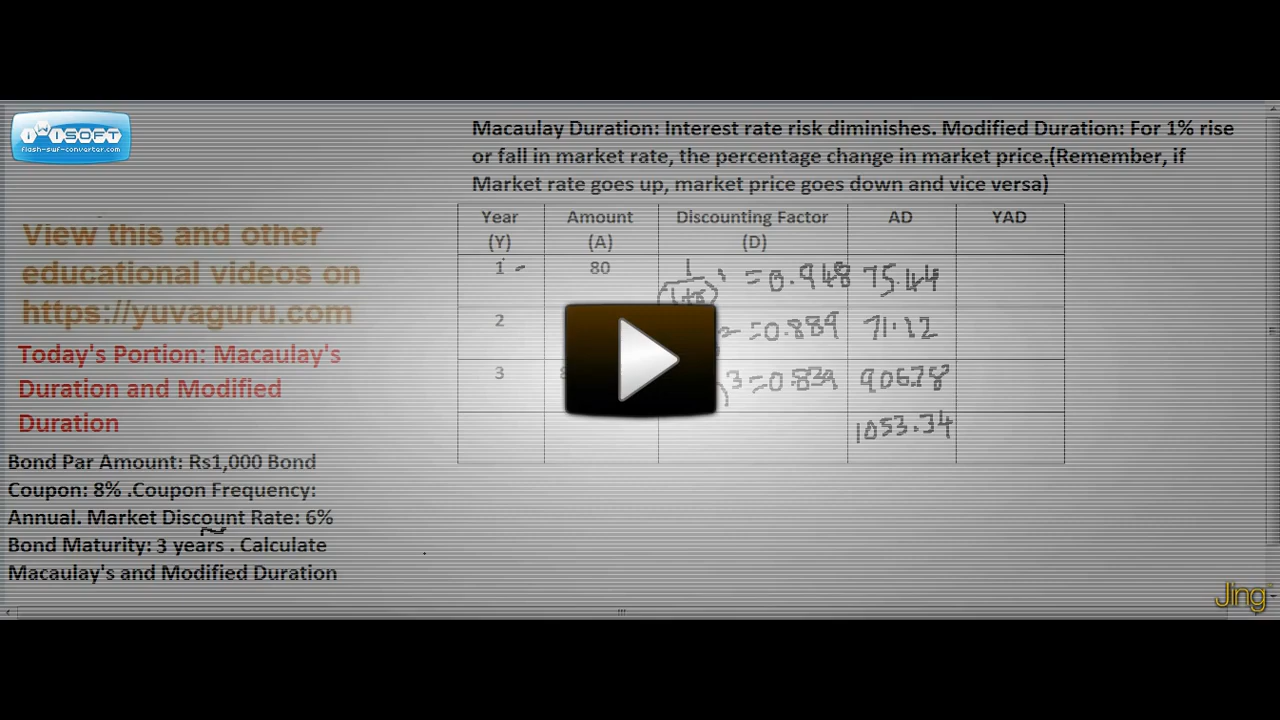 iWiSOFT
flash-swf-converter.com
View this and other
educational videos on
https://yuvaguru.com
Today's Portion: Macaulay's
Duration and Modified
Duration
Bond Par Amount: Rs1,000 Bond
Coupon: 8% .Coupon Frequency:
Annual. Market Discount Rate: 6%
Bond Maturity: 3 years . Calculate
Macaulay's and Modified Duration
Macaulay Duration: Interest rate risk diminishes. Modified Duration: For 1% rise
or fall in market rate, the percentage change in market price.(Remember, if
Market rate goes up, market price goes down and vice versa)
Year Amount Discounting Factor AD YAD
(Y) (A) (D)
1 80 1 =0.948 75.44
2 =0.889 71.12
3 3 =0.839 906.78
1053.34
Jing